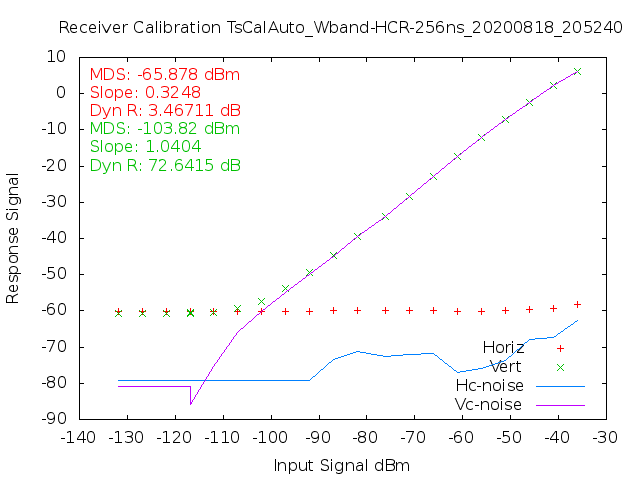 Receiver Calibration TsCalAuto_Wband-HCR-256ns_20200818_205240
10
0
-10
-20
-30
-40
-50
-60
-70
-80
-90
Response Signal
MDS: -65.878 dBm
Slope: 0.3248
Dyn R: 3.46711 dB
MDS: -103.82 dBm
Slope: 1.0404
Dyn R: 72.6415 dB
Horiz
Vert
Hc-noise
Vc-noise
-140 -130 -120 -110 -100 -90 -80 -70 -60 -50 -40 -30
Input Signal dBm